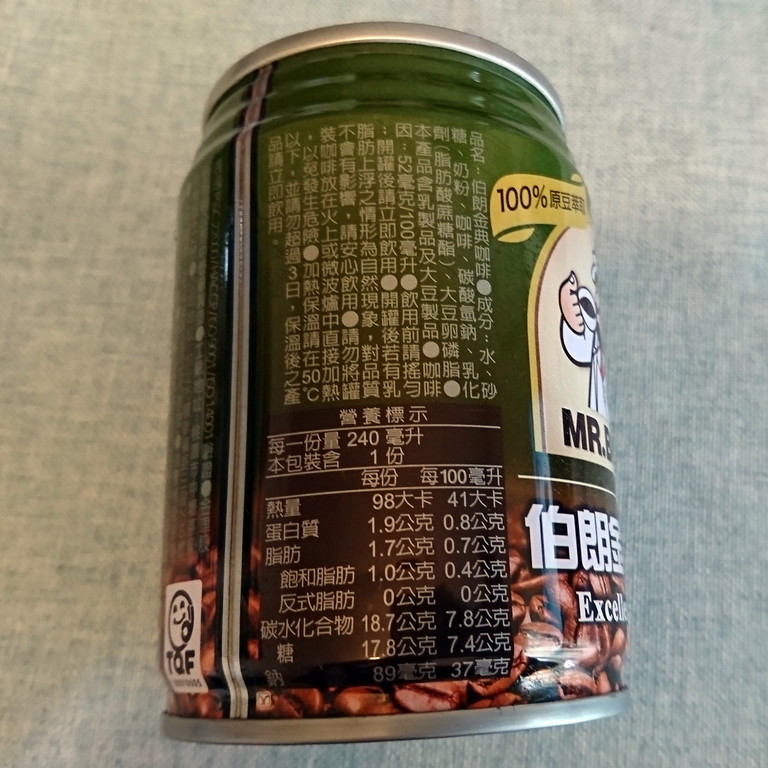 品名：伯朗金典咖啡●成分：水、砂
糖、奶粉、咖啡、碳酸氫鈉、乳化
劑（脂肪酸蔗糖酯）、大豆卵磷脂●
本產品含乳製品及大豆製品●咖啡
因：52毫克/100毫升●飲用前請搖勻
；開罐後請立即飲用●開罐後若有乳
脂肪上浮之情形為自然現象，對品質
不會有影響，請安心飲用●請勿將罐
裝咖啡放在火上或微波爐中直接加熱
，以免發生危險●加熱保溫請在50℃
以下，並請勿超過3日，保溫後之產
品請立即飲用。
營養標示
每一份量 240 毫升
本包裝含 1 份
每份 每100毫升
熱量 98大卡 41大卡
蛋白質 1.9公克 0.8公克
脂肪 1.7公克 0.7公克
飽和脂肪 1.0公克 0.4公克
反式脂肪 0公克 0公克
碳水化合物 18.7公克 7.8公克
糖 17.8公克 7.4公克
鈉 89毫克 37毫克
100%原豆萃取
MR.B
伯朗金
Excelle
TQF